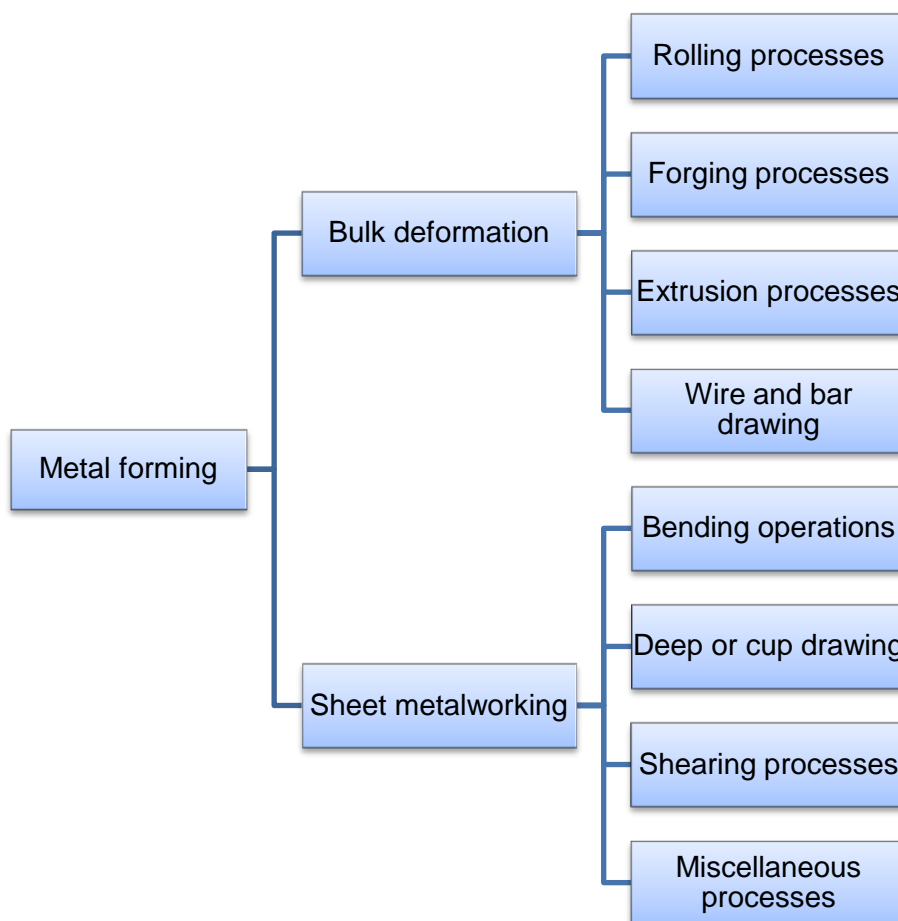 Rolling processes
Forging processes
Bulk deformation
Extrusion processes
Wire and bar
drawing
Metal forming
Bending operations
Deep or cup drawing
Sheet metalworking
Shearing processes
Miscellaneous
processes